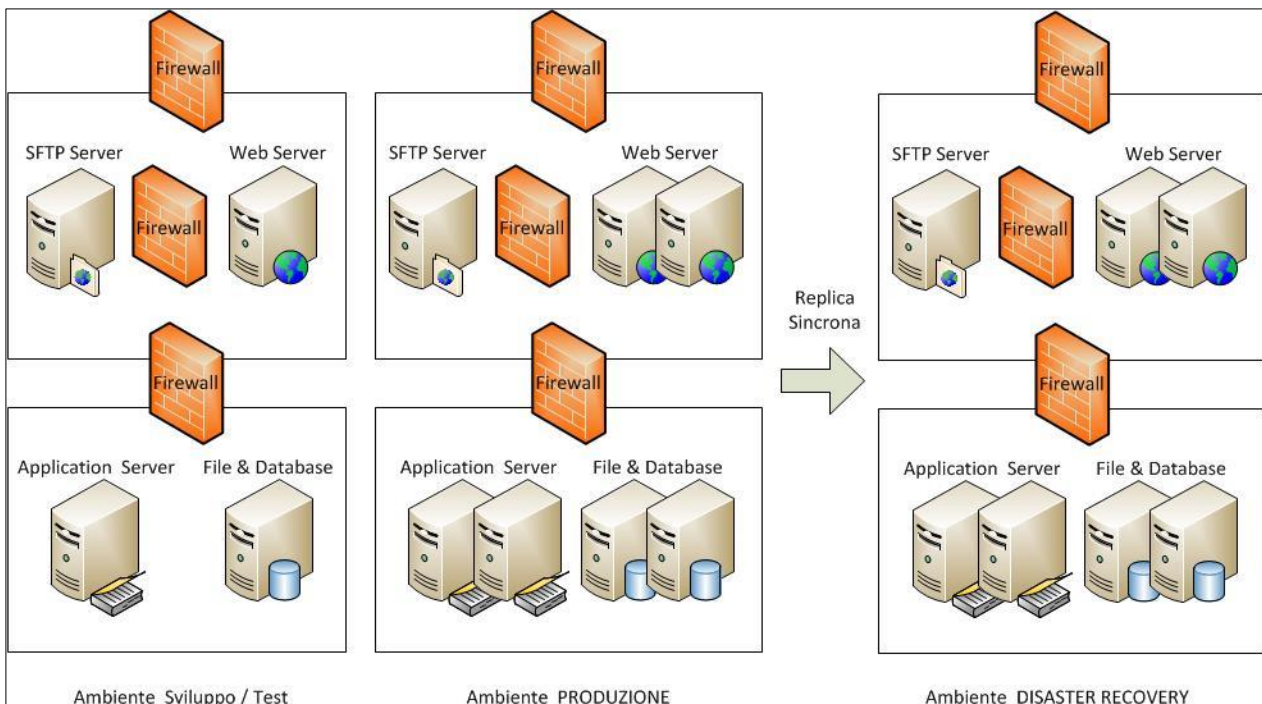 Firewall
Firewall
Firewall
SFTP Server
Web Server
SFTP Server
Web Server
SFTP Server
Web Server
Firewall
Firewall
Firewall
Replica
Sincrona
Firewall
Firewall
Firewall
Application Server
File & Database
Application Server
File & Database
Application Server
File & Database
Ambiente Sviluppo / Test
Ambiente PRODUZIONE
Ambiente DISASTER RECOVERY